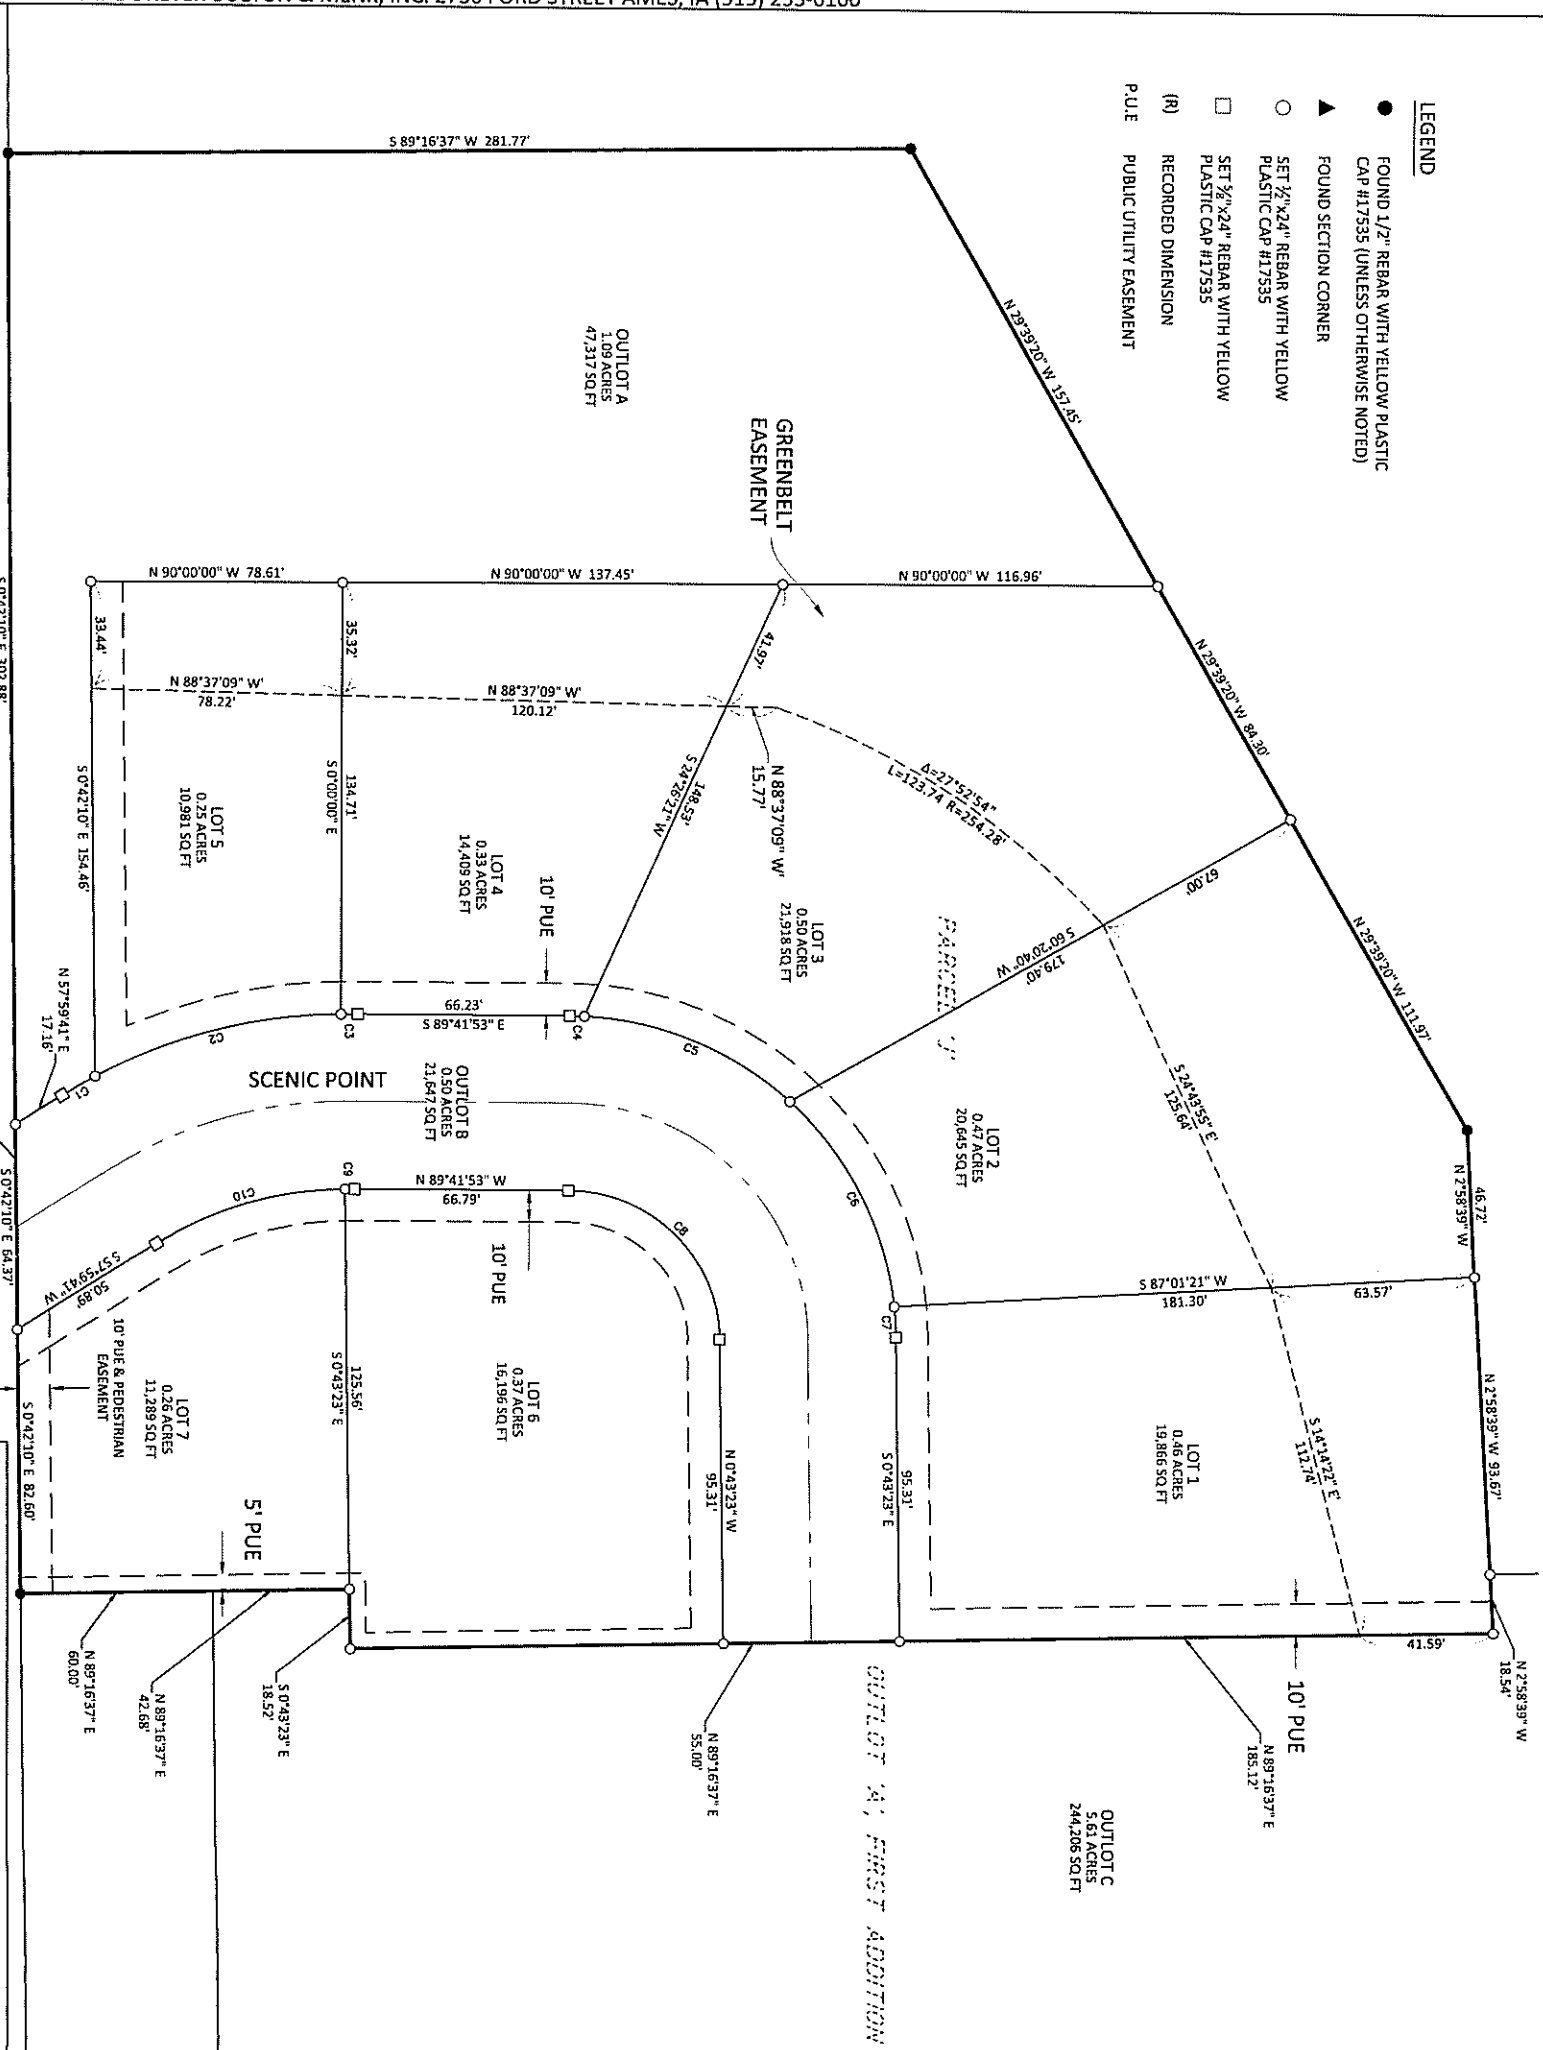 INC. 2730 FORD STREET AMES, IA (515) 233-0100
LEGEND
FOUND 1/2" REBAR WITH YELLOW PLASTIC
CAP #17535 (UNLESS OTHERWISE NOTED)
FOUND SECTION CORNER
SET ½"x24" REBAR WITH YELLOW
PLASTIC CAP #17535
SET ⅝"x24" REBAR WITH YELLOW
PLASTIC CAP #17535
(R) RECORDED DIMENSION
P.U.E PUBLIC UTILITY EASEMENT
S 89°16'37" W 281.77'
N 29°39'20" W 157.45'
OUTLOT A
1.09 ACRES
47,317 SQ FT
GREENBELT
EASEMENT
N 90°00'00" W 78.61'
N 90°00'00" W 137.45'
N 90°00'00" W 116.96'
N 29°39'20" W 84.30'
33.44'
35.32'
41.97'
N 88°37'09" W
78.22'
N 88°37'09" W
120.12'
N 88°37'09" W
15.77'
Δ=27°52'54"
L=123.74 R=254.28'
67.00'
N 29°39'20" W 111.97'
S 0°42'10" E 154.46'
LOT 5
0.25 ACRES
10,981 SQ FT
134.71'
S 0°00'00" E
LOT 4
0.33 ACRES
14,409 SQ FT
148.53'
S 24°26'21" W
10' PUE
LOT 3
0.50 ACRES
21,918 SQ FT
PARCEL 'J'
S 60°20'40" W
179.40'
S 24°43'55" E
125.64'
46.72'
N 2°58'39" W
S 0°42'10" E 302.88'
N 57°59'41" E
17.16'
C1
C2
C3
66.23'
S 89°41'53" E
C4
C5
SCENIC POINT
OUTLOT B
0.50 ACRES
21,647 SQ FT
LOT 2
0.47 ACRES
20,645 SQ FT
C6
S 0°42'10" E 64.37'
C10
C9
N 89°41'53" W
66.79'
C8
C7
S 87°01'21" W
181.30'
63.57'
S 57°59'41" W
50.89'
10' PUE & PEDESTRIAN
EASEMENT
LOT 7
0.26 ACRES
11,289 SQ FT
125.56'
S 0°43'23" E
10' PUE
LOT 6
0.37 ACRES
16,196 SQ FT
N 0°43'23" W
95.31'
95.31'
S 0°43'23" E
LOT 1
0.46 ACRES
19,866 SQ FT
S 14°14'22" E
112.74'
N 2°58'39" W 93.67'
S 0°42'10" E 82.60'
5' PUE
41.59'
N 89°16'37" E
60.00'
N 89°16'37" E
42.68'
S 0°43'23" E
18.52'
N 89°16'37" E
55.00'
OUTLOT 'A', FIRST ADDITION
10' PUE
N 89°16'37" E
185.12'
N 2°58'39" W
18.54'
OUTLOT C
5.61 ACRES
244,206 SQ FT